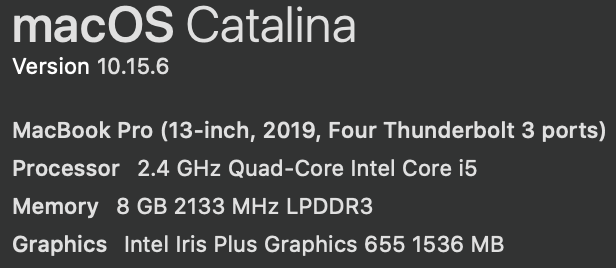 macOS Catalina
Version 10.15.6
MacBook Pro (13-inch, 2019, Four Thunderbolt 3 ports)
Processor 2.4 GHz Quad-Core Intel Core i5
Memory 8 GB 2133 MHz LPDDR3
Graphics Intel Iris Plus Graphics 655 1536 MB